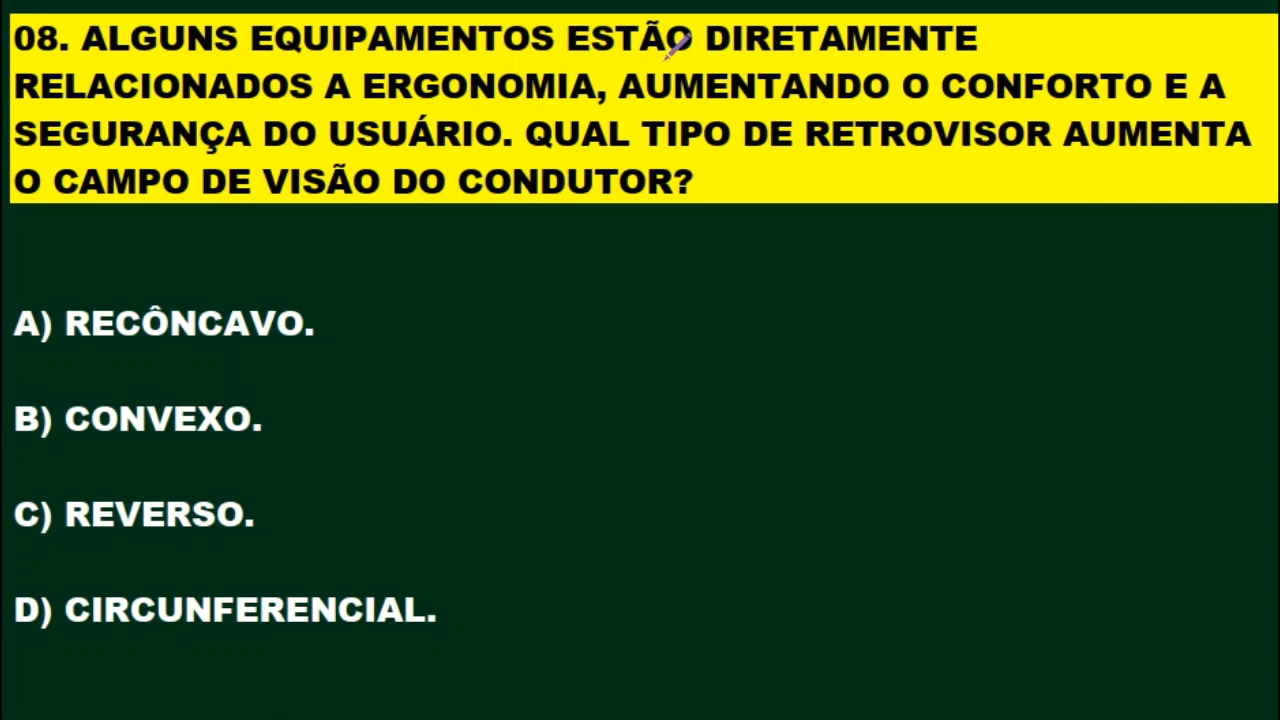 08. ALGUNS EQUIPAMENTOS ESTÃO DIRETAMENTE
RELACIONADOS A ERGONOMIA, AUMENTANDO O CONFORTO E A
SEGURANÇA DO USUÁRIO. QUAL TIPO DE RETROVISOR AUMENTA
O CAMPO DE VISÃO DO CONDUTOR?
A) RECÔNCAVO.
B) CONVEXO.
C) REVERSO.
D) CIRCUNFERENCIAL.